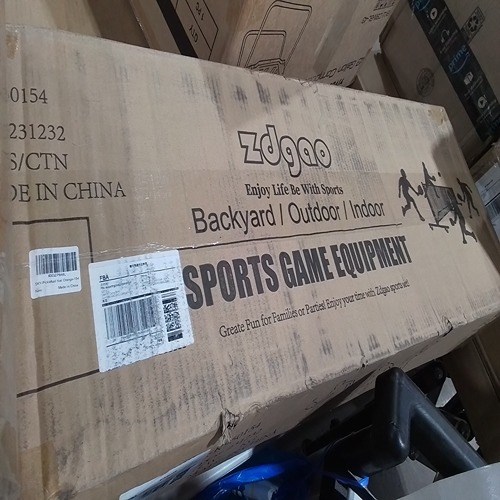 0154
231232
S/CTN
DE IN CHINA
zdgao
Enjoy Life Be With Sports
Backyard / Outdoor / Indoor
SPORTS GAME EQUIPMENT
Greate Fun for Families or Parties! Enjoy your time with Zdgao sports set!
FBA
prime